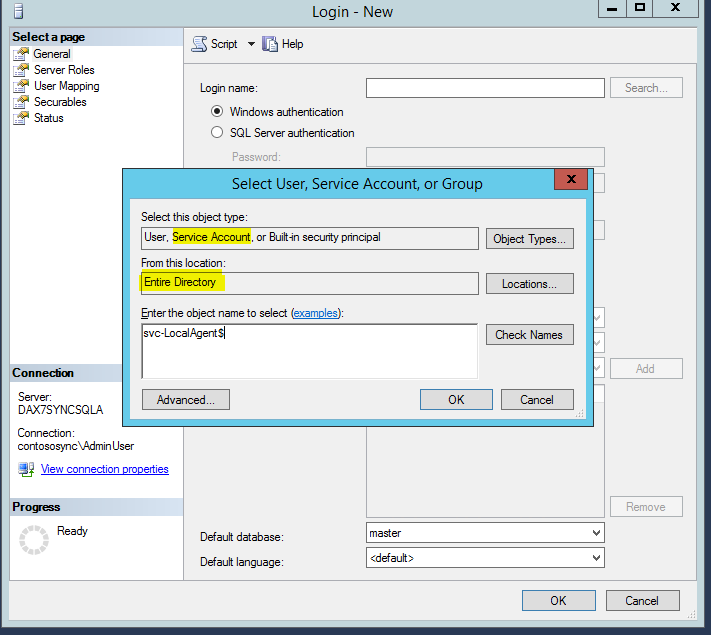 Login - New
Select a page
General
Server Roles
User Mapping
Securables
Status
Script
Help
Login name:
Search...
Windows authentication
SQL Server authentication
Password:
Select User, Service Account, or Group
Select this object type:
User, Service Account, or Built-in security principal
Object Types...
From this location:
Entire Directory
Locations...
Enter the object name to select (examples):
svc-LocalAgent$
Check Names
Advanced...
OK
Cancel
Add
Connection
Server:
DAX7SYNCSQLA
Connection:
contososync\AdminUser
View connection properties
Progress
Ready
Remove
Default database:
master
Default language:
<default>
OK
Cancel